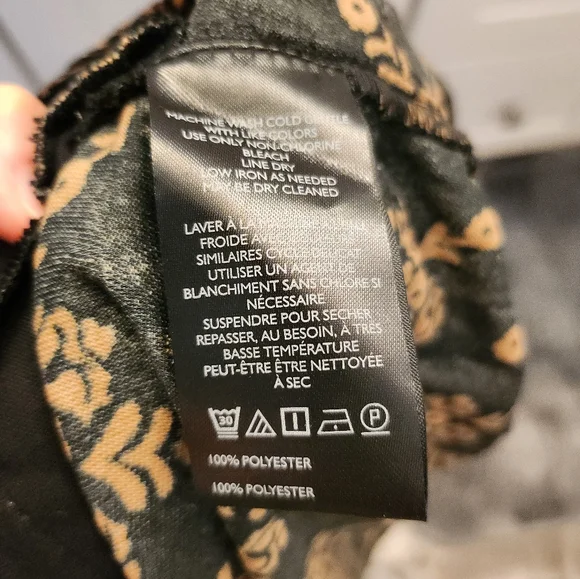 MACHINE WASH COLD GENTLE
WITH LIKE COLORS
USE ONLY NON-CHLORINE
BLEACH
LINE DRY
LOW IRON AS NEEDED
MAY BE DRY CLEANED
LAVER À
FROIDE
SIMILAIRES
UTILISER UN AGENT DE
BLANCHIMENT SANS CHLORE SI
NÉCESSAIRE
SUSPENDRE POUR SÉCHER
REPASSER, AU BESOIN, À TRÈS
BASSE TEMPÉRATURE
PEUT-ÊTRE ÊTRE NETTOYÉE
À SEC
30 P
100% POLYESTER
100% POLYESTER